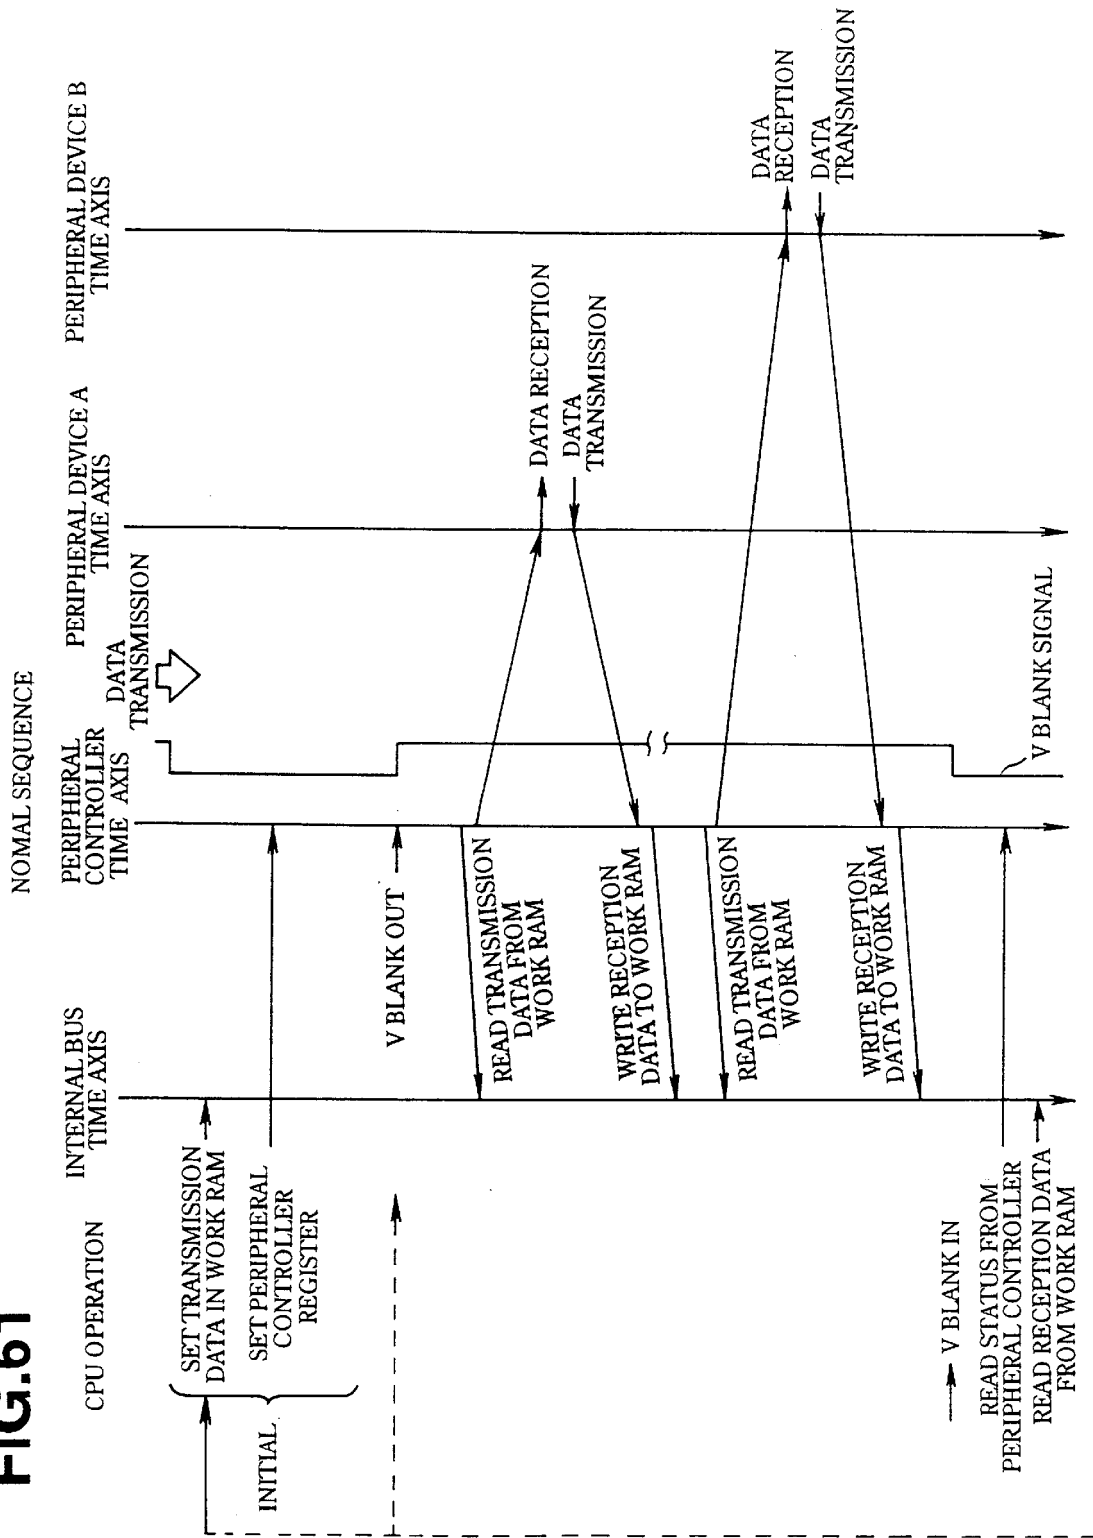 FIG.61
NOMAL SEQUENCE
CPU OPERATION
INTERNAL BUS
TIME AXIS
PERIPHERAL
CONTROLLER
TIME AXIS
DATA
TRANSMISSION
PERIPHERAL DEVICE A
TIME AXIS
PERIPHERAL DEVICE B
TIME AXIS
INITIAL
SET TRANSMISSION
DATA IN WORK RAM
SET PERIPHERAL
CONTROLLER
REGISTER
V BLANK OUT
READ TRANSMISSION
DATA FROM
WORK RAM
DATA RECEPTION
DATA
TRANSMISSION
WRITE RECEPTION
DATA TO WORK RAM
READ TRANSMISSION
DATA FROM
WORK RAM
DATA
RECEPTION
DATA
TRANSMISSION
WRITE RECEPTION
DATA TO WORK RAM
V BLANK IN
V BLANK SIGNAL
READ STATUS FROM
PERIPHERAL CONTROLLER
READ RECEPTION DATA
FROM WORK RAM